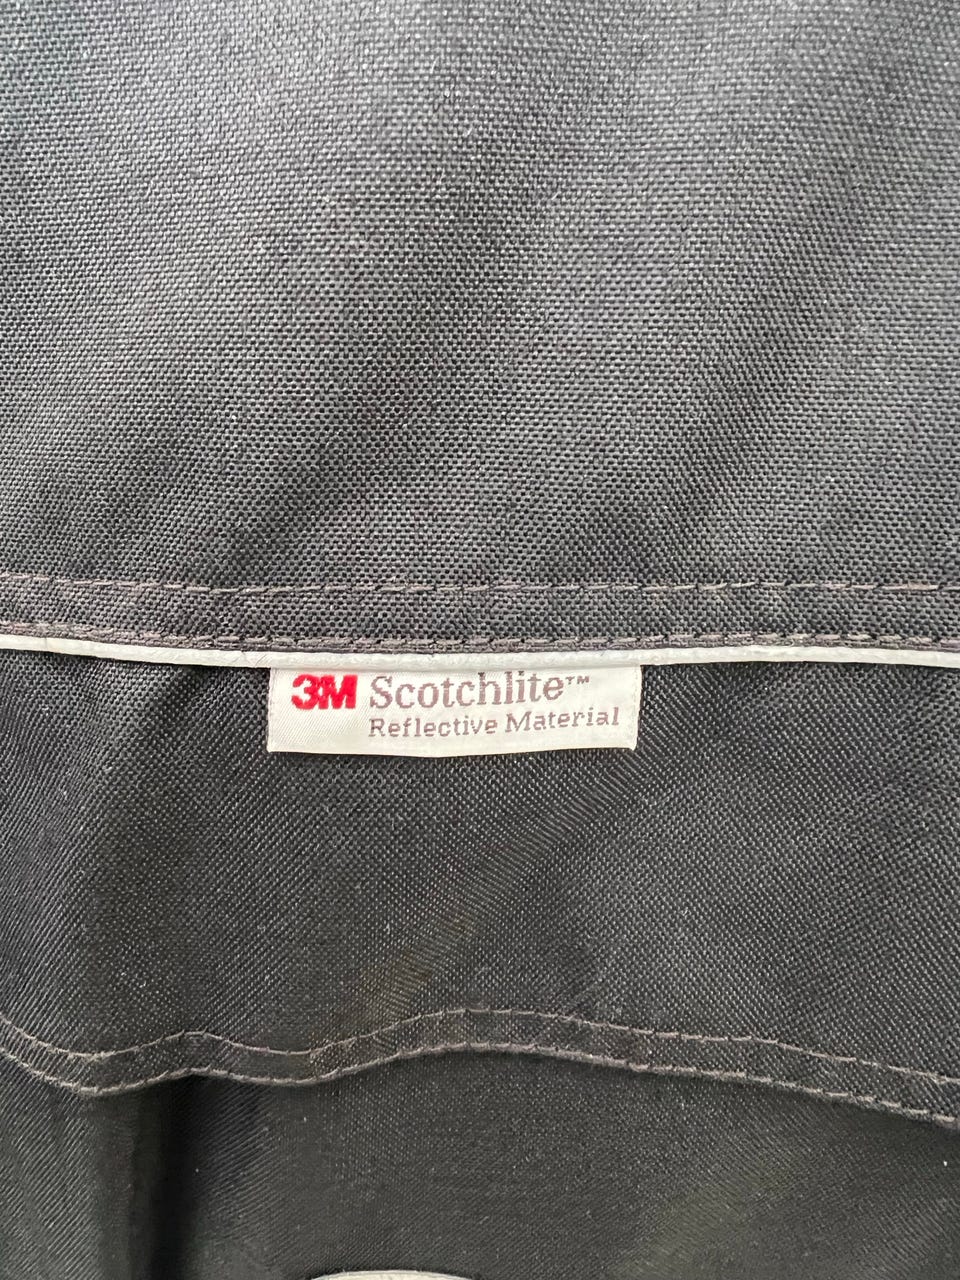 3M Scotchlite™
Reflective Material